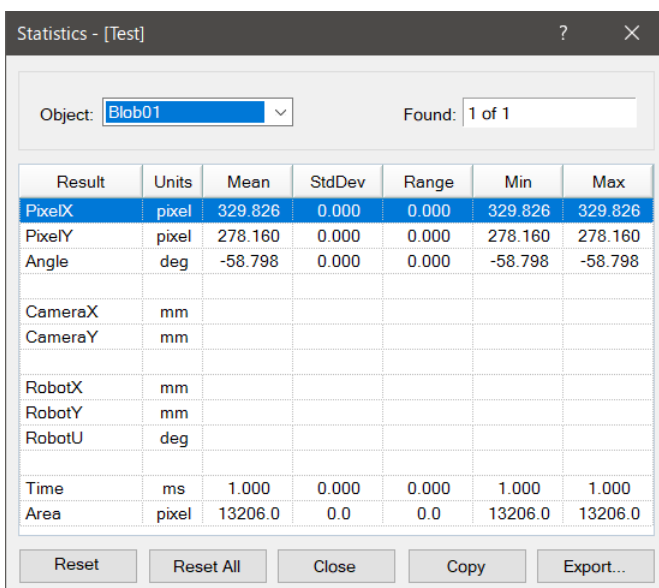 Statistics - [Test] ? ×
Object: Blob01 Found: 1 of 1
Result Units Mean StdDev Range Min Max
PixelX pixel 329.826 0.000 0.000 329.826 329.826
PixelY pixel 278.160 0.000 0.000 278.160 278.160
Angle deg -58.798 0.000 0.000 -58.798 -58.798
CameraX mm
CameraY mm
RobotX mm
RobotY mm
RobotU deg
Time ms 1.000 0.000 0.000 1.000 1.000
Area pixel 13206.0 0.0 0.0 13206.0 13206.0
Reset Reset All Close Copy Export...